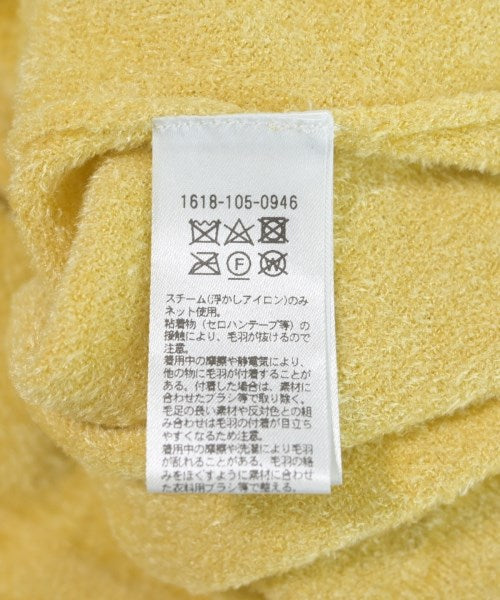 1618-105-0946
F
W
スチーム(浮かしアイロン)のみ
ネット使用。
粘着物（セロハンテープ等）の
接触により、毛羽が抜けるので
注意。
着用中の摩擦や静電気により、
他の物に毛羽が付着することが
ある。付着した場合は、素材に
合わせたブラシ等で取り除く。
毛足の長い素材や反対色との組
み合わせは毛羽の付着が目立ち
やすくなるため注意。
着用中の摩擦や洗濯により毛羽
が乱れることがある、毛羽の絡
みをほぐすように素材に合わせ
た衣料用ブラシ等で整える。